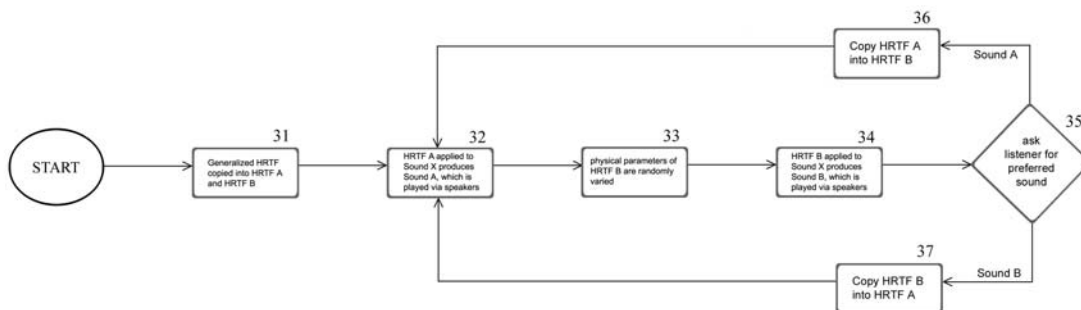 36
Copy HRTF A
into HRTF B
Sound A
START
31
Generalized HRTF
copied into HRTF A
and HRTF B
32
HRTF A applied to
Sound X produces
Sound A, which is
played via speakers
33
physical parameters of
HRTF B are randomly
varied
34
HRTF B applied to
Sound X produces
Sound B, which is
played via speakers
35
ask
listener for
preferred
sound
37
Copy HRTF B
into HRTF A
Sound B